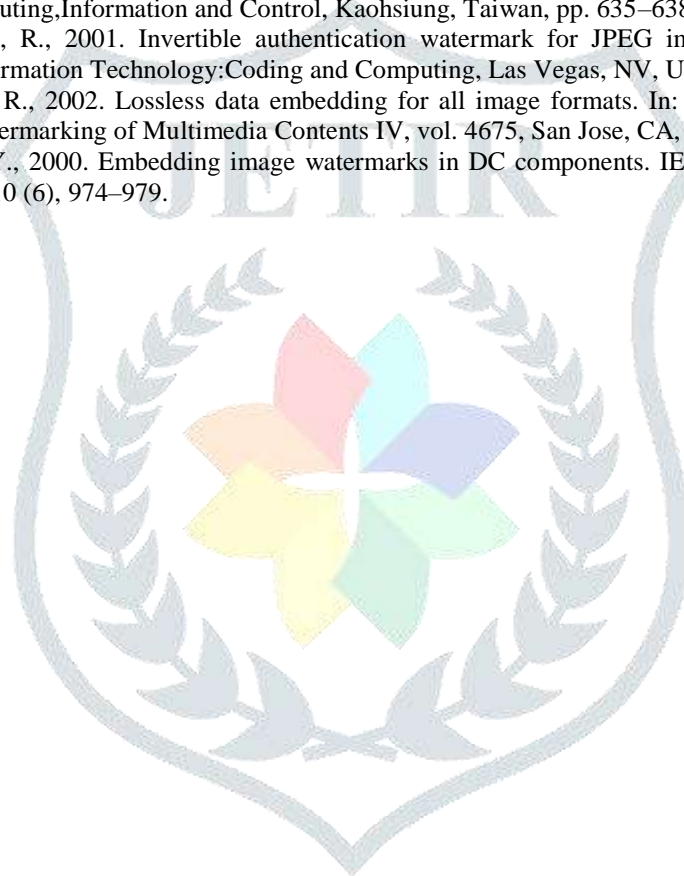 uting,Information and Control, Kaohsiung, Taiwan, pp. 635–638
., R., 2001. Invertible authentication watermark for JPEG in
rmation Technology:Coding and Computing, Las Vegas, NV, U
R., 2002. Lossless data embedding for all image formats. In:
ermarking of Multimedia Contents IV, vol. 4675, San Jose, CA,
Y., 2000. Embedding image watermarks in DC components. IE
0 (6), 974–979.
JETIR